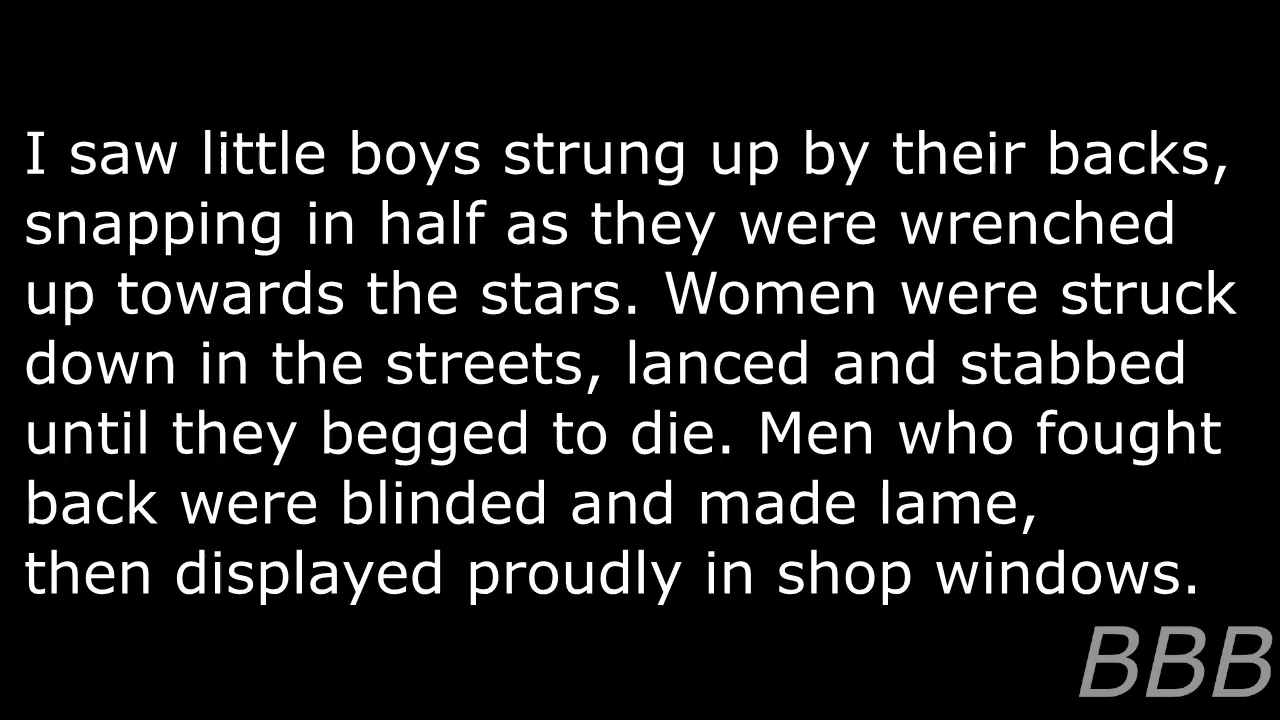 I saw little boys strung up by their backs,
snapping in half as they were wrenched
up towards the stars. Women were struck
down in the streets, lanced and stabbed
until they begged to die. Men who fought
back were blinded and made lame,
then displayed proudly in shop windows.
BBB